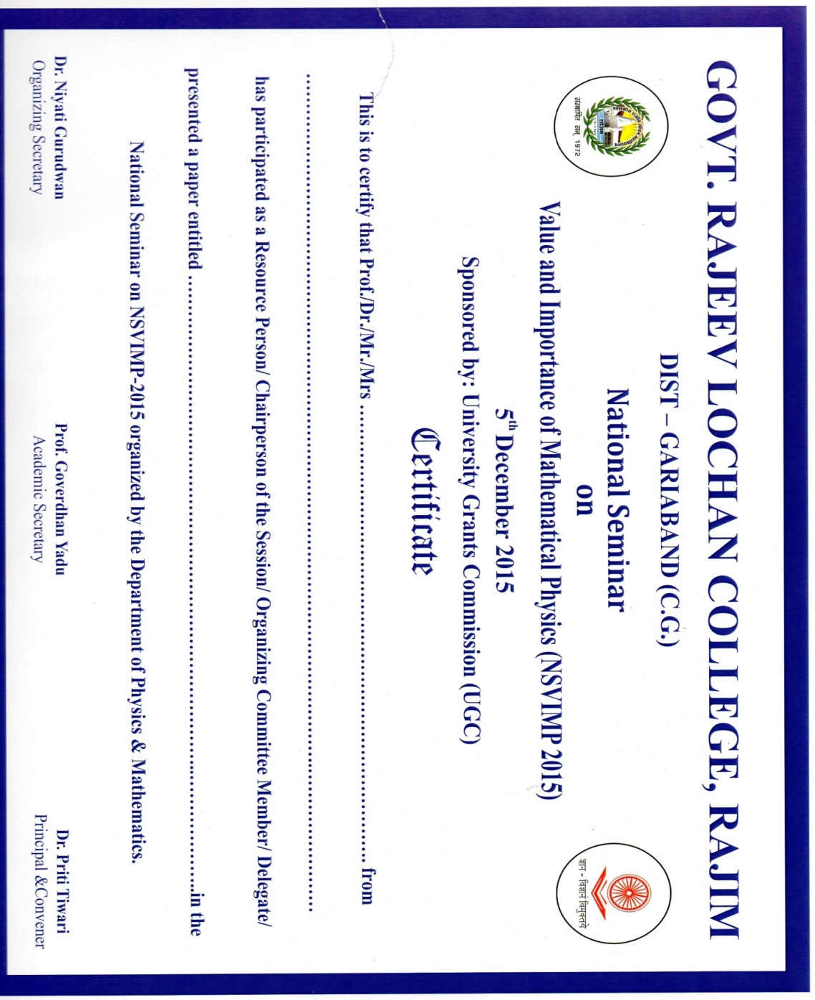 GOVT. RAJEEV LOCHAN COLLEGE, RAJIM
DIST – GARIABAND (C.G.)
संस्थापित सन् 1972
ज्ञान - विज्ञानं विमुक्तये
National Seminar
on
Value and Importance of Mathematical Physics (NSVIMP 2015)
5th December 2015
Sponsored by: University Grants Commission (UGC)
Certificate
This is to certify that Prof./Dr./Mr./Mrs ........................................................................ from
........................................................................................................................
has participated as a Resource Person/ Chairperson of the Session/ Organizing Committee Member/ Delegate/
presented a paper entitled ........................................................................................in the
National Seminar on NSVIMP-2015 organized by the Department of Physics & Mathematics.
Dr. Niyati Gurudwan
Organizing Secretary
Prof. Goverdhan Yadu
Academic Secretary
Dr. Priti Tiwari
Principal &Convener